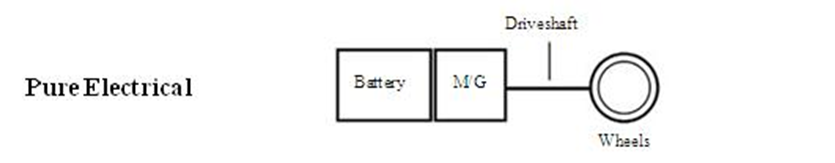 Driveshaft
Pure Electrical
Battery
M/G
Wheels